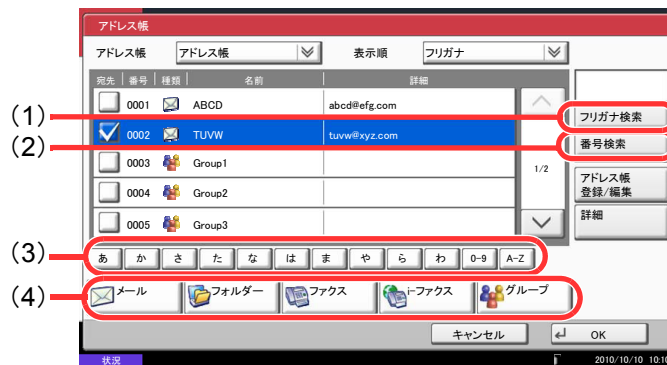 アドレス帳
アドレス帳 アドレス帳 表示順 フリガナ
宛先 番号 種類 名前 詳細
0001 ABCD abcd@efg.com
(1) フリガナ検索
0002 TUVW tuvw@xyz.com
(2) 番号検索
0003 Group1 1/2
アドレス帳
登録/編集
0004 Group2
詳細
0005 Group3
(3) あ か さ た な は ま や ら わ 0-9 A-Z
(4) メール フォルダー ファクス i-ファクス グループ
キャンセル OK
状況 2010/10/10 10:10